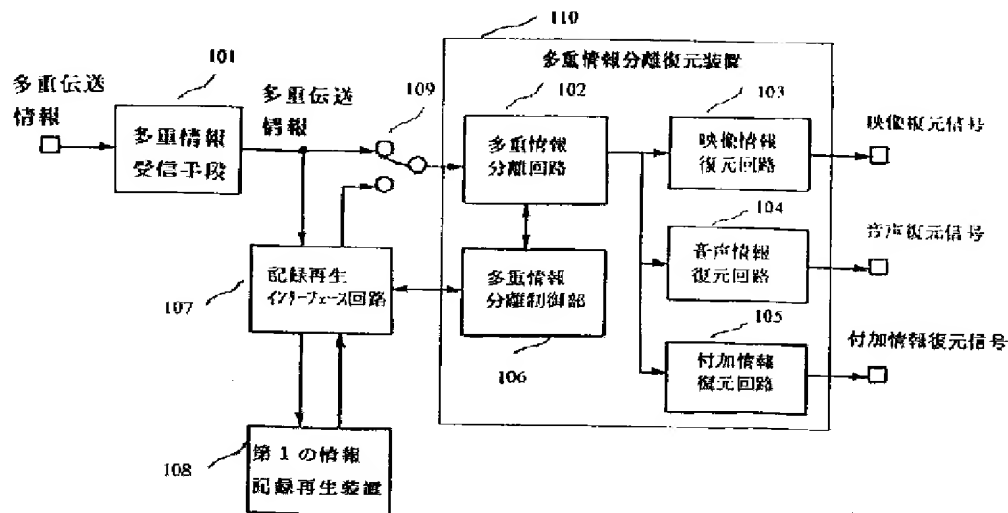 110
多重情報分離復元装置
101
多重伝送
情報
多重情報
受信手段
多重伝送
情報
109
102
多重情報
分離回路
103
映像情報
復元回路
映像復元信号
104
音声情報
復元回路
音声復元信号
107
記録再生
インターフェース回路
多重情報
分離制御部
106
105
付加情報
復元回路
付加情報復元信号
108
第1の情報
記録再生装置